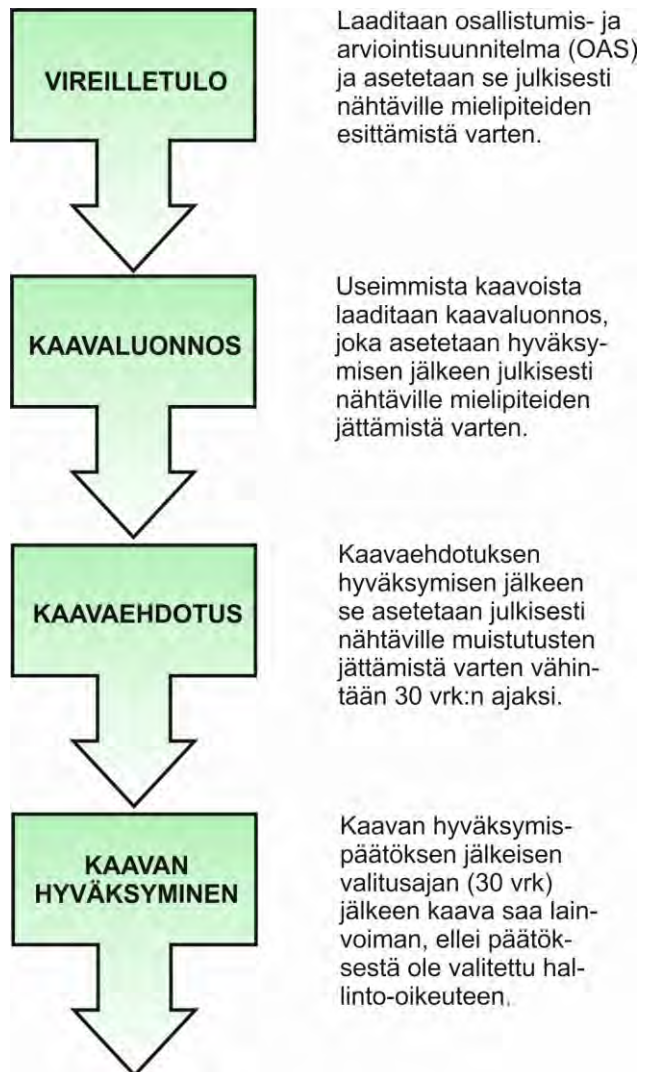 VIREILLETULO
Laaditaan osallistumis- ja
arviointisuunnitelma (OAS)
ja asetetaan se julkisesti
nähtäville mielipiteiden
esittämistä varten.
KAAVALUONNOS
Useimmista kaavoista
laaditaan kaavaluonnos,
joka asetetaan hyväksy-
misen jälkeen julkisesti
nähtäville mielipiteiden
jättämistä varten.
KAAVAEHDOTUS
Kaavaehdotuksen
hyväksymisen jälkeen
se asetetaan julkisesti
nähtäville muistutusten
jättämistä varten vähin-
tään 30 vrk:n ajaksi.
KAAVAN
HYVÄKSYMINEN
Kaavan hyväksymis-
päätöksen jälkeisen
valitusajan (30 vrk)
jälkeen kaava saa lain-
voiman, ellei päätök-
sestä ole valitettu hal-
linto-oikeuteen.